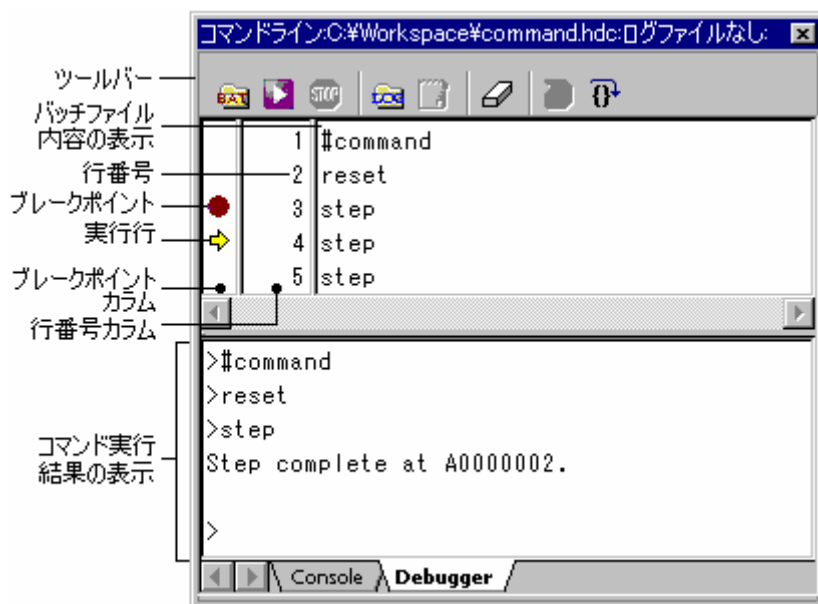 コマンドライン:C:¥Workspace¥command.hdc:ログファイルなし:
ツールバー
BAT STOP LOG
バッチファイル
内容の表示
行番号
ブレークポイント
実行行
ブレークポイント
カラム
行番号カラム
1 #command
2 reset
3 step
4 step
5 step
コマンド実行
結果の表示
>#command
>reset
>step
Step complete at A0000002.
>
Console Debugger